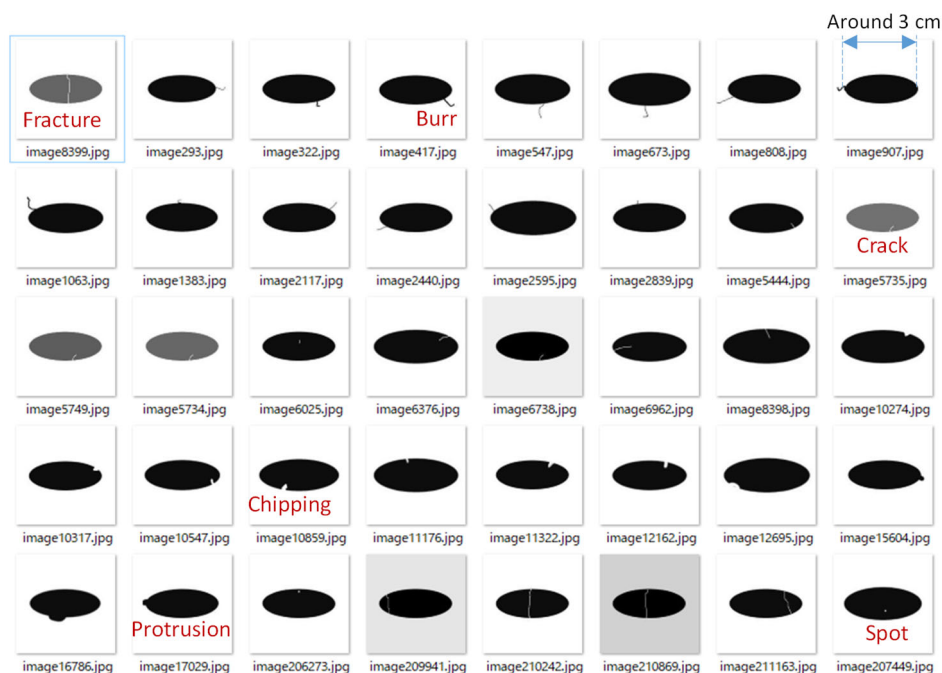 Around 3 cm
Fracture
Burr
image8399.jpg image293.jpg image322.jpg image417.jpg image547.jpg image673.jpg image808.jpg image907.jpg
Crack
image1063.jpg image1383.jpg image2117.jpg image2440.jpg image2595.jpg image2839.jpg image5444.jpg image5735.jpg
image5749.jpg image5734.jpg image6025.jpg image6376.jpg image6738.jpg image6962.jpg image8398.jpg image10274.jpg
Chipping
image10317.jpg image10547.jpg image10859.jpg image11176.jpg image11322.jpg image12162.jpg image12695.jpg image15604.jpg
Protrusion
Spot
image16786.jpg image17029.jpg image206273.jpg image209941.jpg image210242.jpg image210869.jpg image211163.jpg image207449.jpg